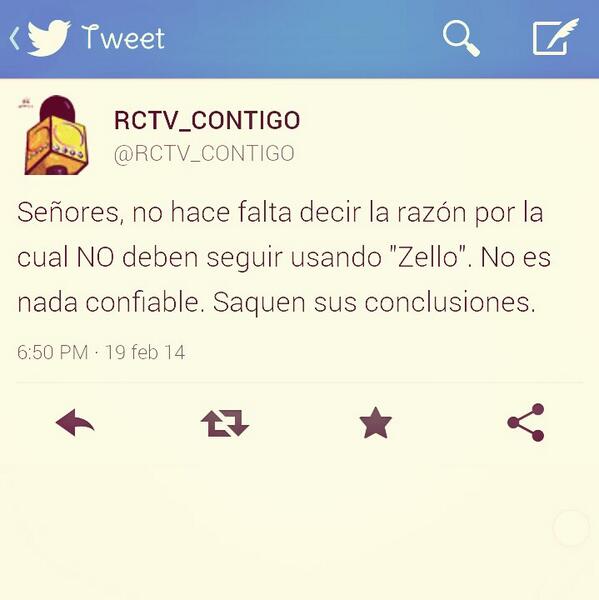 Tweet
RCTV_CONTIGO
@RCTV_CONTIGO
Señores, no hace falta decir la razón por la
cual NO deben seguir usando "Zello". No es
nada confiable. Saquen sus conclusiones.
6:50 PM · 19 feb 14